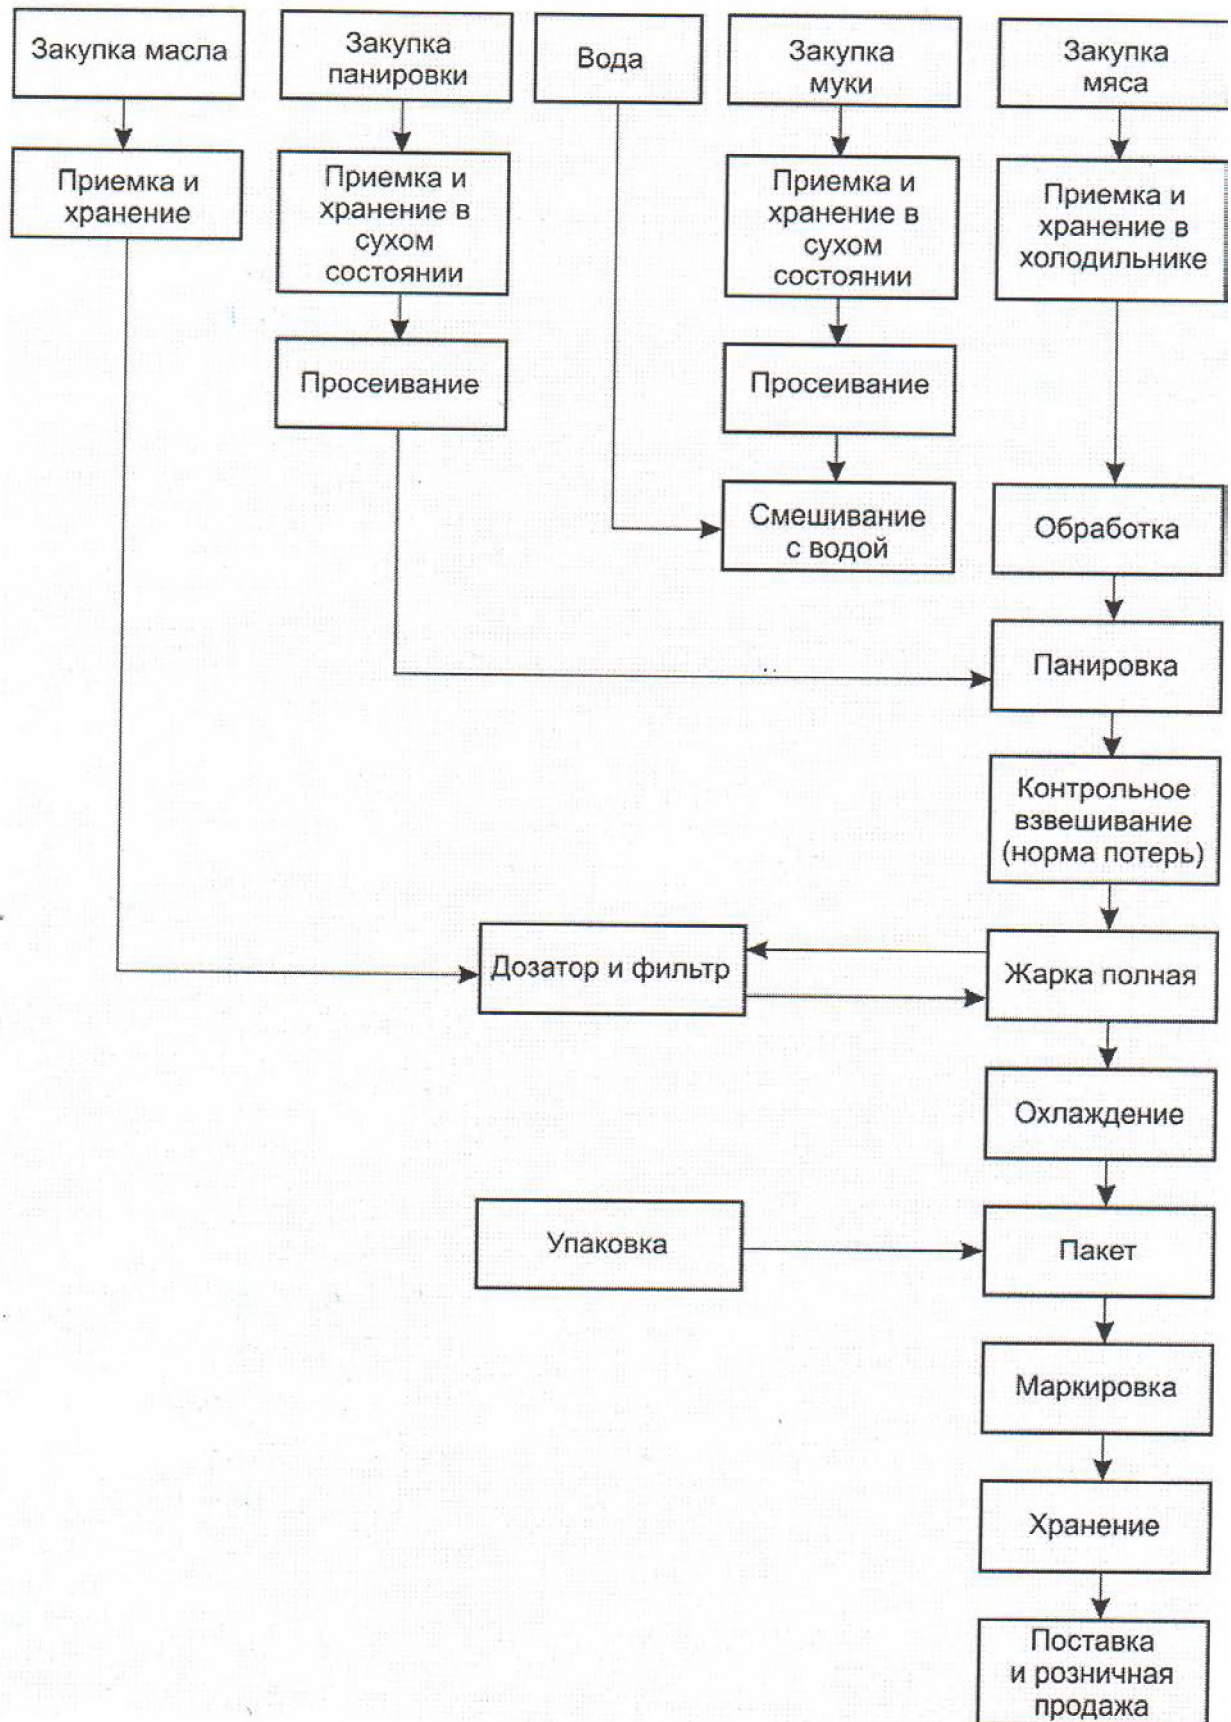 Закупка масла
Закупка
панировки
Вода
Закупка
муки
Закупка
мяса
Приемка и
хранение
Приемка и
хранение в
сухом
состоянии
Приемка и
хранение в
сухом
состоянии
Приемка и
хранение в
холодильнике
Просеивание
Просеивание
Смешивание
с водой
Обработка
Панировка
Контрольное
взвешивание
(норма потерь)
Дозатор и фильтр
Жарка полная
Охлаждение
Упаковка
Пакет
Маркировка
Хранение
Поставка
и розничная
продажа